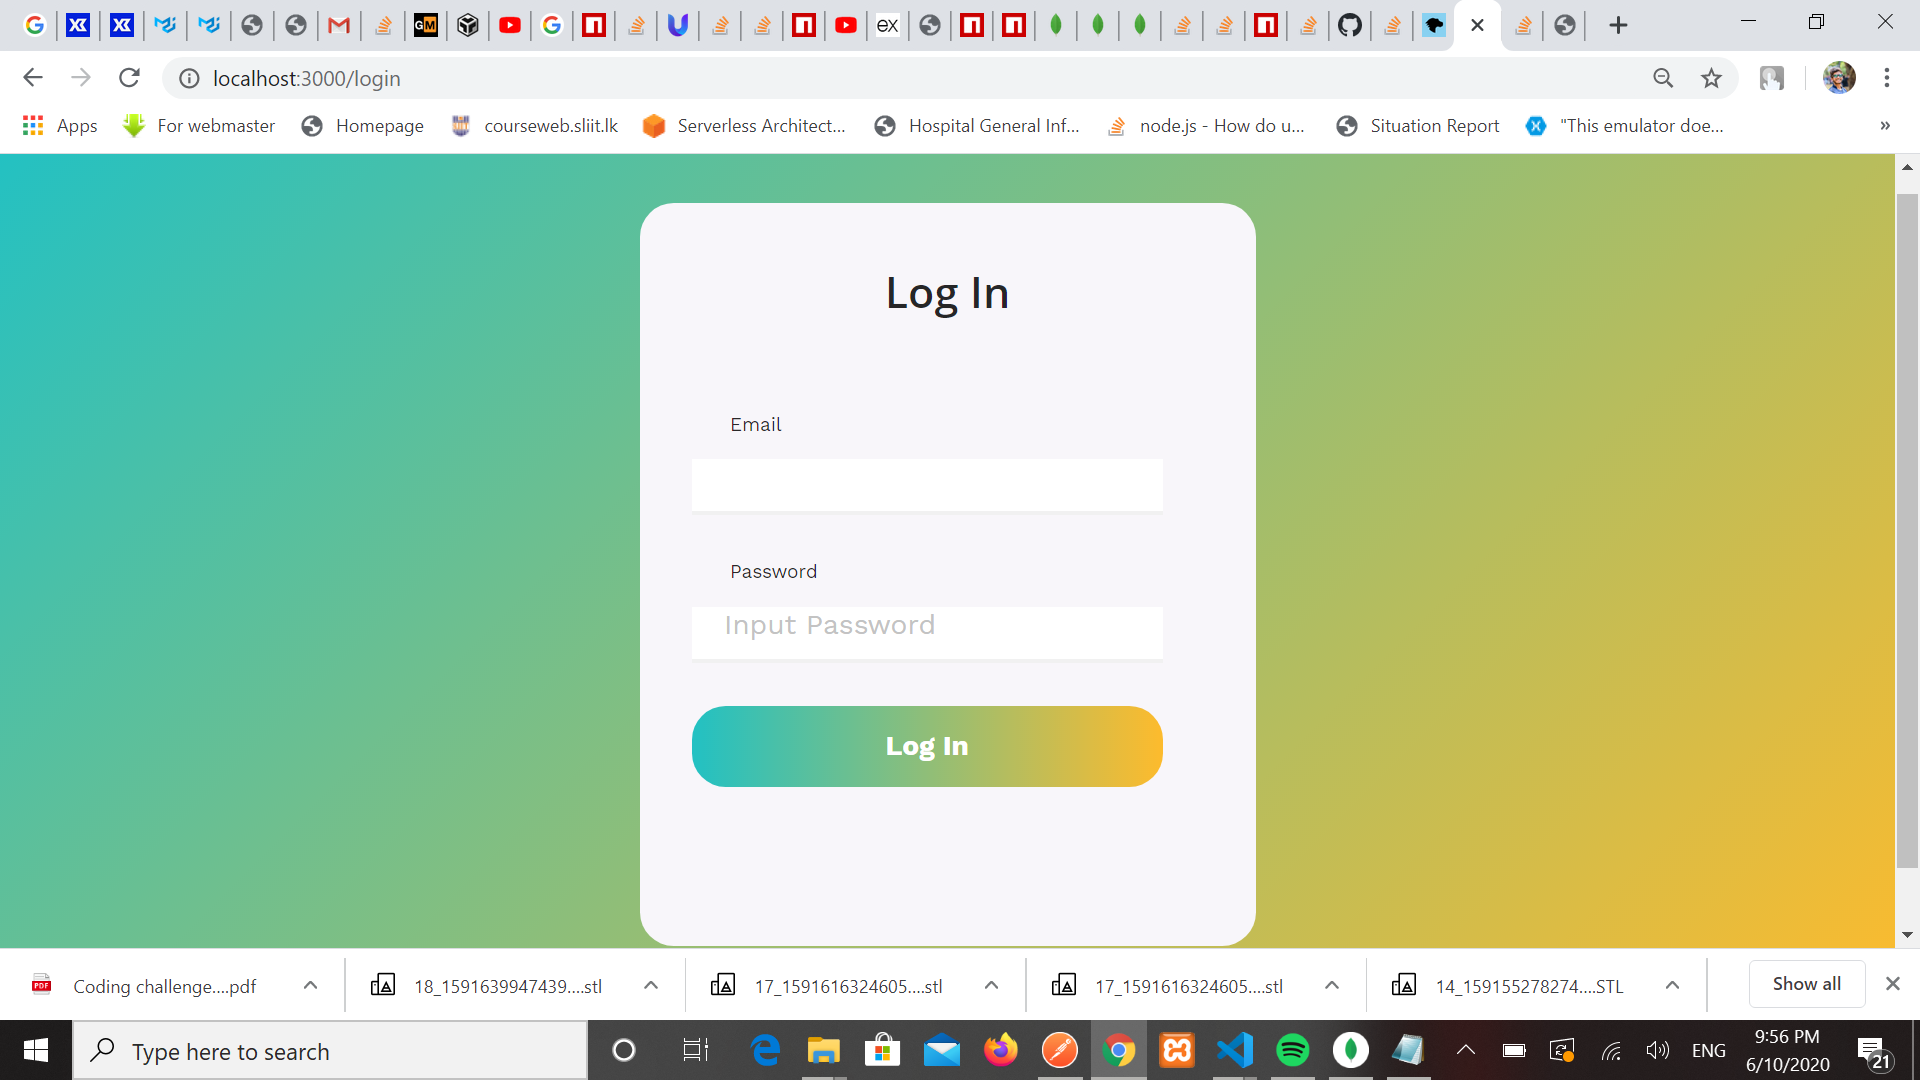 GM
ex
localhost:3000/login
Apps
For webmaster
Homepage
courseweb.sliit.lk
Serverless Architect...
Hospital General Inf...
node.js - How do u...
Situation Report
"This emulator doe...
»
Log In
Email
Password
Input Password
Log In
PDF
Coding challenge....pdf
18_1591639947439....stl
17_1591616324605....stl
17_1591616324605....stl
14_159155278274....STL
Show all
Type here to search
ENG
9:56 PM
6/10/2020
21